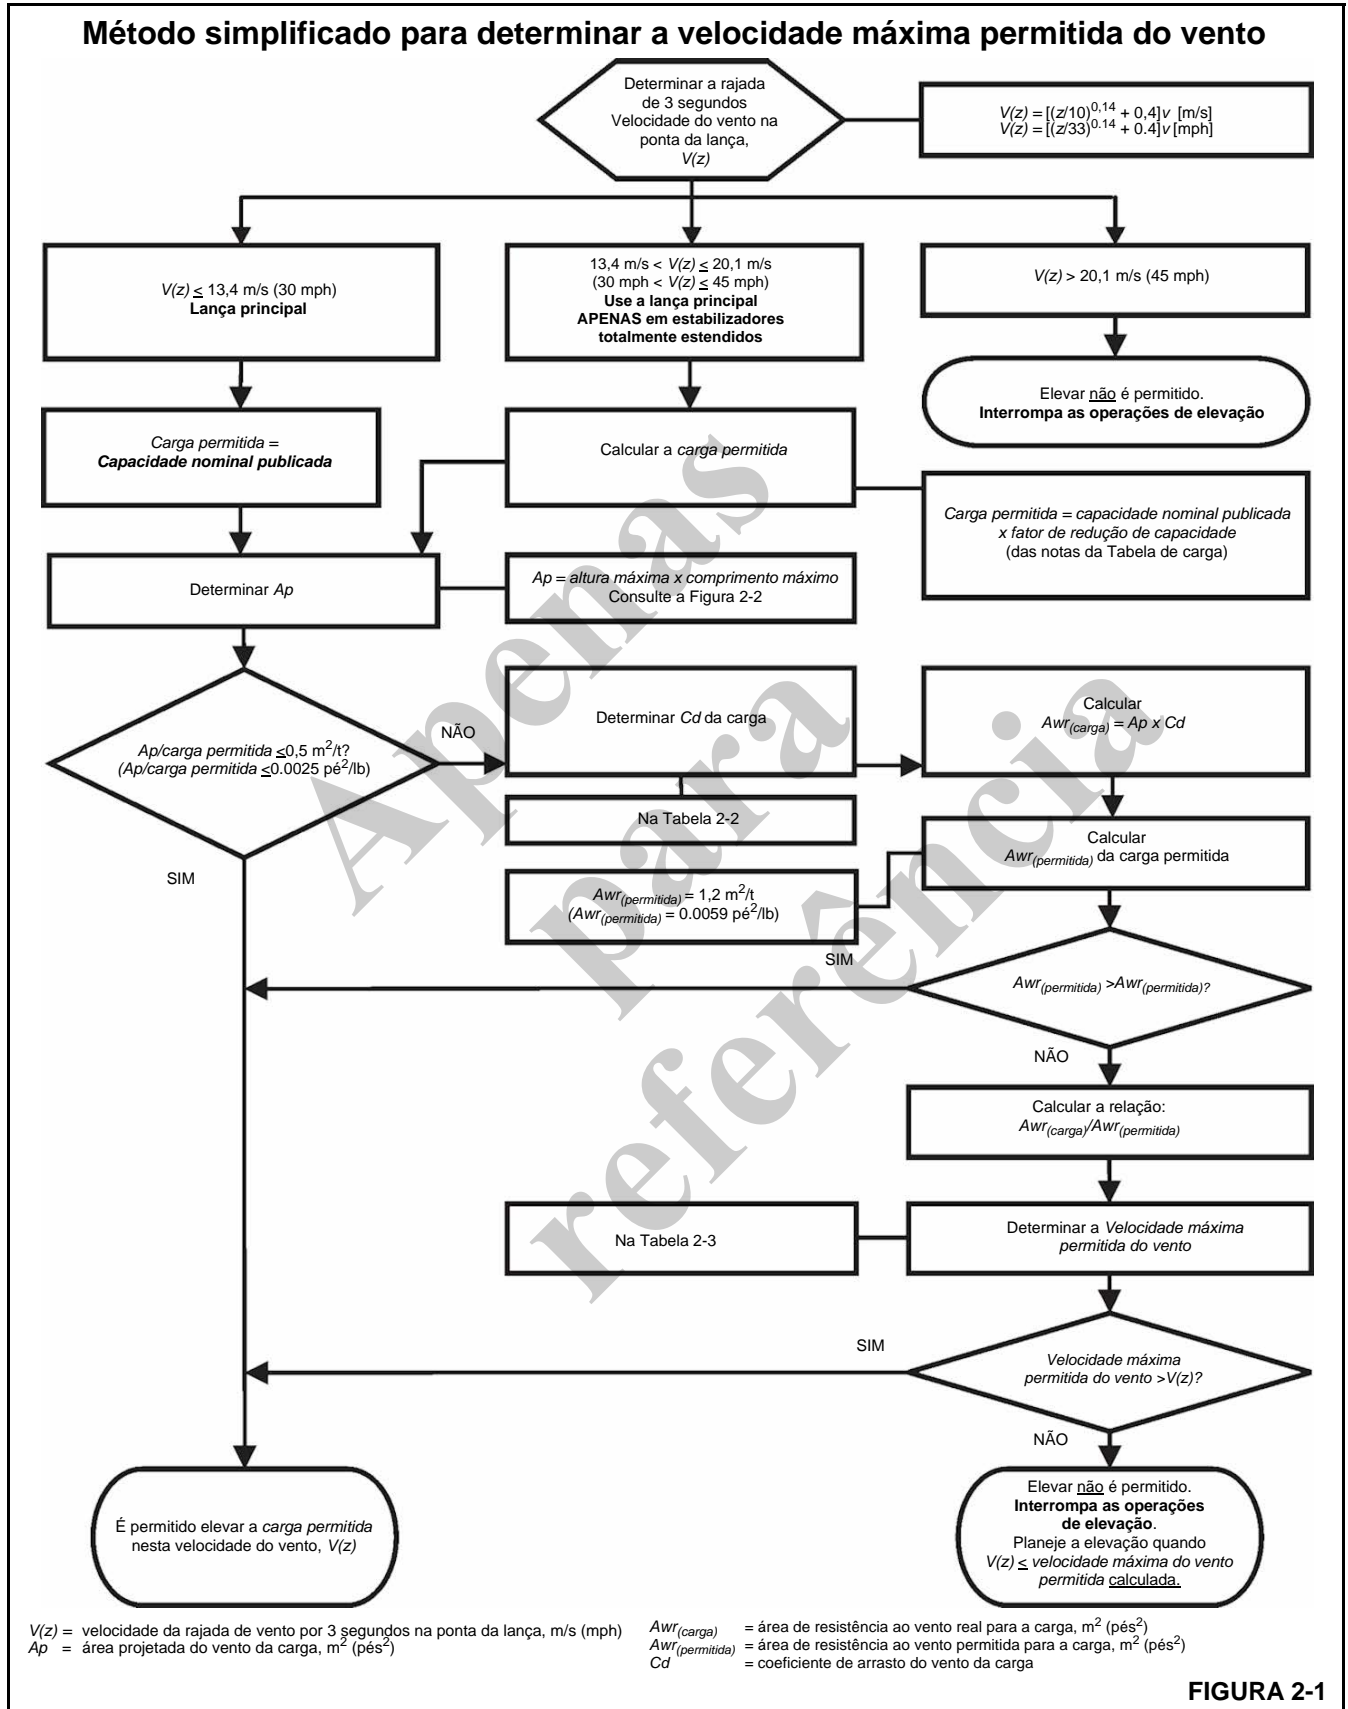 Método simplificado para determinar a velocidade máxima permitida do vento
Determinar a rajada
de 3 segundos
Velocidade do vento na
ponta da lança,
V(z)
V(z) = [(z/10)^0,14 + 0,4]v [m/s]
V(z) = [(z/33)^0.14 + 0.4]v [mph]
V(z) ≤ 13,4 m/s (30 mph)
Lança principal
13,4 m/s < V(z) ≤ 20,1 m/s
(30 mph < V(z) ≤ 45 mph)
Use a lança principal
APENAS em estabilizadores
totalmente estendidos
V(z) > 20,1 m/s (45 mph)
Elevar não é permitido.
Interrompa as operações de elevação
Carga permitida =
Capacidade nominal publicada
Calcular a carga permitida
Carga permitida = capacidade nominal publicada
x fator de redução de capacidade
(das notas da Tabela de carga)
Determinar Ap
Ap = altura máxima x comprimento máximo
Consulte a Figura 2-2
Ap/carga permitida ≤0,5 m²/t?
(Ap/carga permitida ≤0.0025 pé²/lb)
NÃO
SIM
Determinar Cd da carga
Na Tabela 2-2
Calcular
Awr(carga) = Ap x Cd
Calcular
Awr(permitida) da carga permitida
Awr(permitida) = 1,2 m²/t
(Awr(permitida) = 0.0059 pé²/lb)
SIM
Awr(permitida) >Awr(permitida)?
NÃO
Calcular a relação:
Awr(carga)/Awr(permitida)
Na Tabela 2-3
Determinar a Velocidade máxima
permitida do vento
SIM
Velocidade máxima
permitida do vento >V(z)?
NÃO
É permitido elevar a carga permitida
nesta velocidade do vento, V(z)
Elevar não é permitido.
Interrompa as operações
de elevação.
Planeje a elevação quando
V(z) ≤ velocidade máxima do vento
permitida calculada.
V(z) = velocidade da rajada de vento por 3 segundos na ponta da lança, m/s (mph)
Ap = área projetada do vento da carga, m² (pés²)
Awr(carga) = área de resistência ao vento real para a carga, m² (pés²)
Awr(permitida) = área de resistência ao vento permitida para a carga, m² (pés²)
Cd = coeficiente de arrasto do vento da carga
FIGURA 2-1
Apenas
para
referência